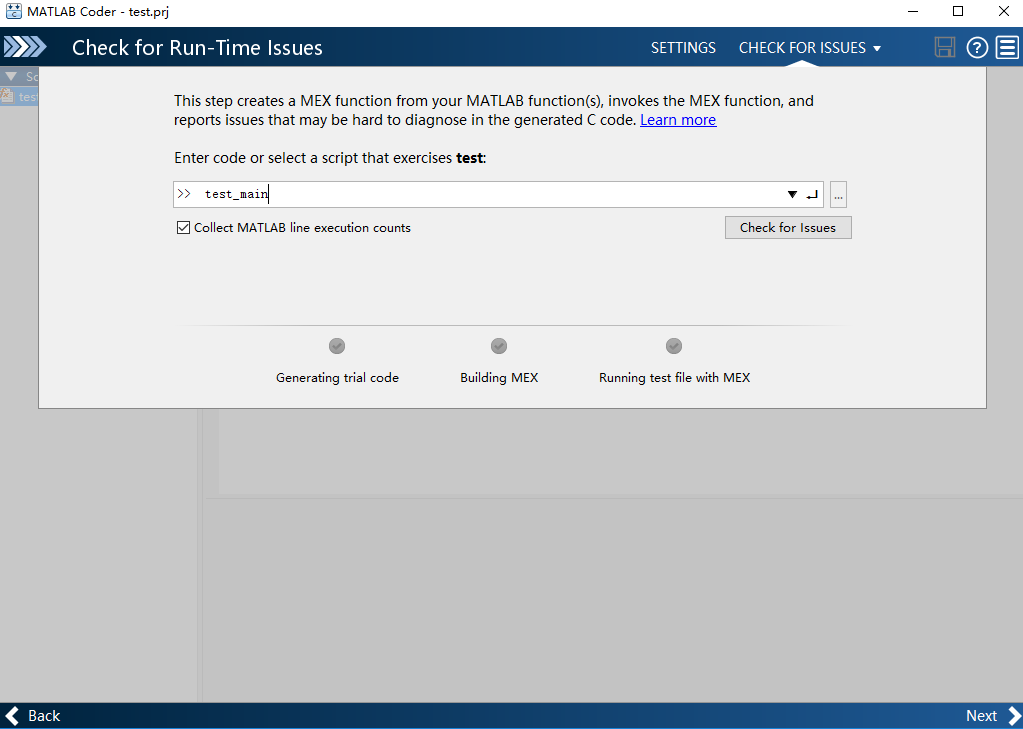 MATLAB Coder - test.prj
Check for Run-Time Issues
SETTINGS
CHECK FOR ISSUES
test
This step creates a MEX function from your MATLAB function(s), invokes the MEX function, and
reports issues that may be hard to diagnose in the generated C code. Learn more
Enter code or select a script that exercises test:
>> test_main
...
Collect MATLAB line execution counts
Check for Issues
Generating trial code
Building MEX
Running test file with MEX
Back
Next